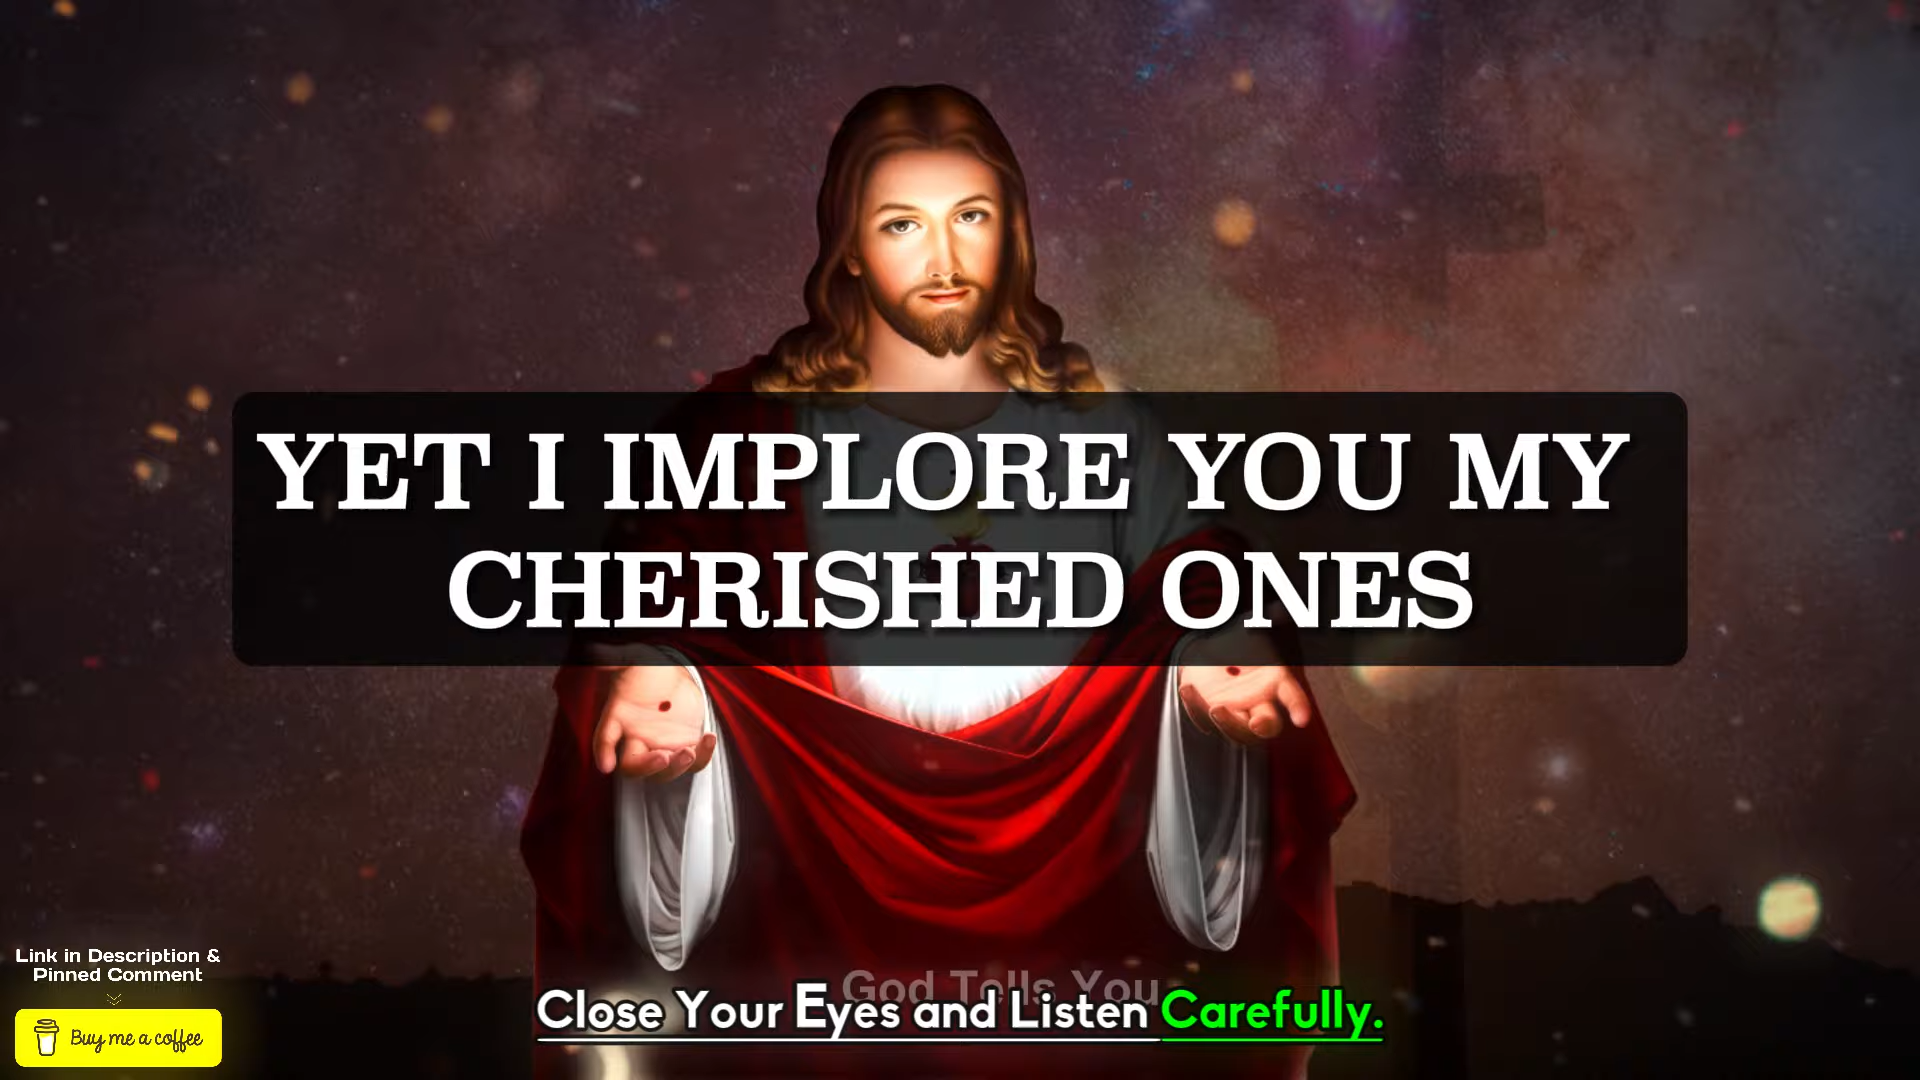 YET I IMPLORE YOU MY
CHERISHED ONES
Link in Description &
Pinned Comment
Buy me a coffee
God Tells You
Close Your Eyes and Listen Carefully.